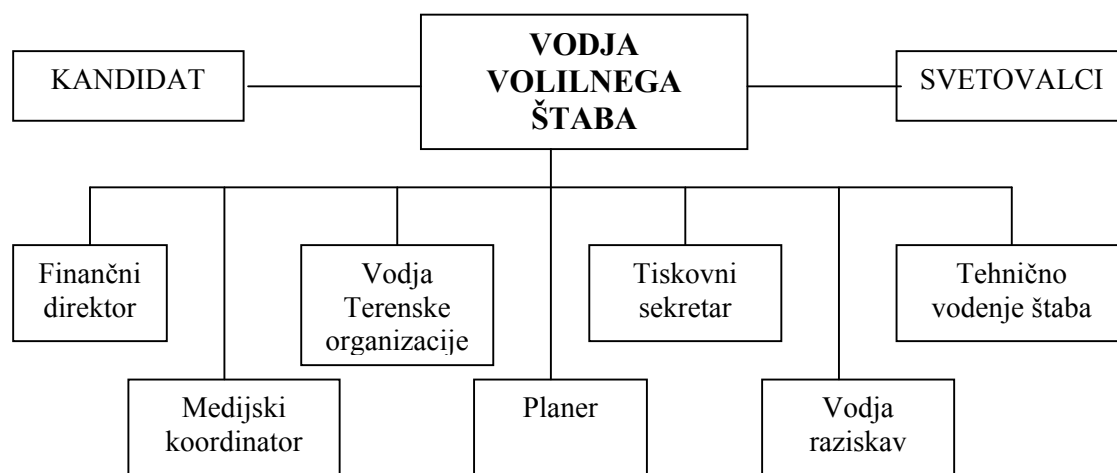 KANDIDAT
VODJA
VOLILNEGA
ŠTABA
SVETOVALCI
Finančni
direktor
Vodja
Terenske
organizacije
Tiskovni
sekretar
Tehnično
vodenje štaba
Medijski
koordinator
Planer
Vodja
raziskav